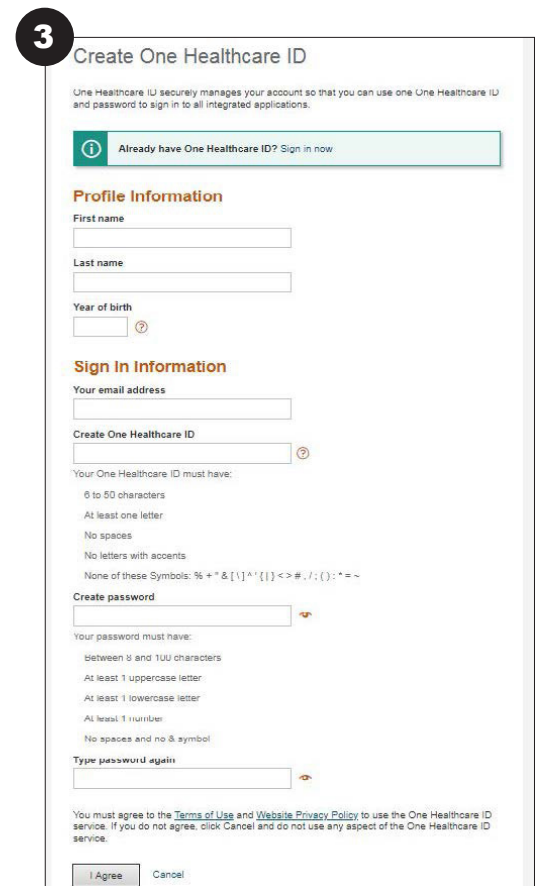 3
Create One Healthcare ID
One Healthcare ID securely manages your account so that you can use one One Healthcare ID
and password to sign in to all integrated applications.
Already have One Healthcare ID? Sign in now
Profile Information
First name
Last name
Year of birth
?
Sign In Information
Your email address
Create One Healthcare ID
?
Your One Healthcare ID must have:
6 to 50 characters
At least one letter
No spaces
No letters with accents
None of these Symbols: % + " & [ \ ] ^ ' { | } < > # , / ; ( ) : * = ~
Create password
Your password must have:
Between 8 and 100 characters
At least 1 uppercase letter
At least 1 lowercase letter
At least 1 number
No spaces and no & symbol
Type password again
You must agree to the Terms of Use and Website Privacy Policy to use the One Healthcare ID
service. If you do not agree, click Cancel and do not use any aspect of the One Healthcare ID
service.
I Agree Cancel